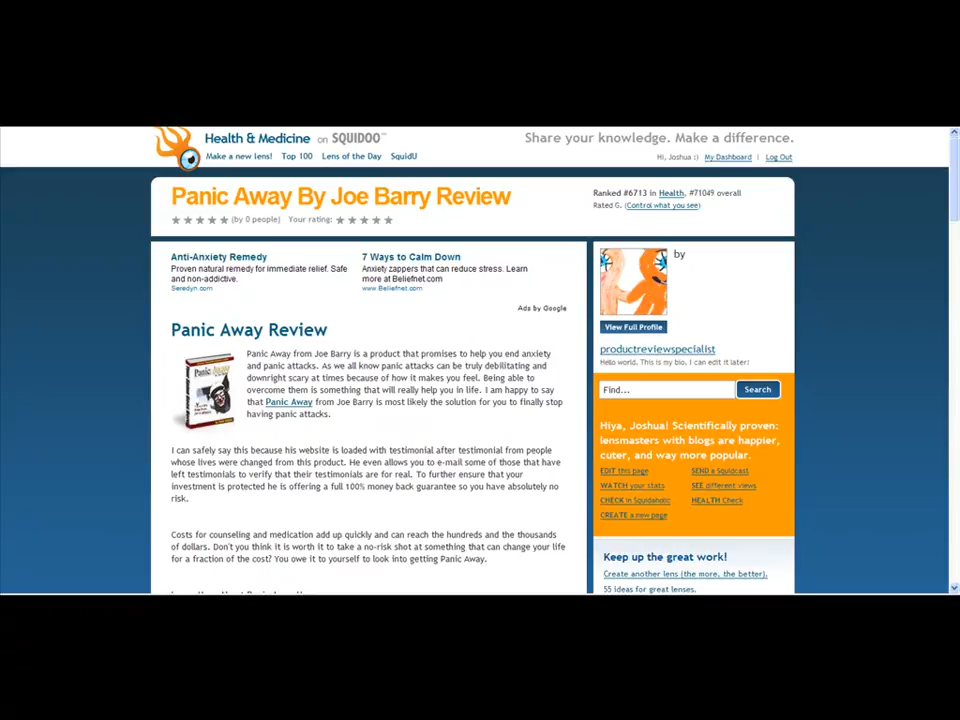 Health & Medicine on SQUIDOO™
Share your knowledge. Make a difference.
Make a new lens! Top 100 Lens of the Day SquidU
Hi, Joshua :) My Dashboard | Log Out
Panic Away By Joe Barry Review
(by 0 people) Your rating:
Ranked #6713 in Health, #71049 overall
Rated G. (Control what you see)
Anti-Anxiety Remedy
Proven natural remedy for immediate relief. Safe
and non-addictive.
Seredyn.com
7 Ways to Calm Down
Anxiety zappers that can reduce stress. Learn
more at Beliefnet.com
www.Beliefnet.com
Ads by Google
Panic Away Review
Panic Away from Joe Barry is a product that promises to help you end anxiety
and panic attacks. As we all know panic attacks can be truly debilitating and
downright scary at times because of how it makes you feel. Being able to
overcome them is something that will really help you in life. I am happy to say
that Panic Away from Joe Barry is most likely the solution for you to finally stop
having panic attacks.
I can safely say this because his website is loaded with testimonial after testimonial from people
whose lives were changed from this product. He even allows you to e-mail some of those that have
left testimonials to verify that their testimonials are for real. To further ensure that your
investment is protected he is offering a full 100% money back guarantee so you have absolutely no
risk.
Costs for counseling and medication add up quickly and can reach the hundreds and the thousands
of dollars. Don't you think it is worth it to take a no-risk shot at something that can change your life
for a fraction of the cost? You owe it to yourself to look into getting Panic Away.
by
View Full Profile
productreviewspecialist
Hello world. This is my bio. I can edit it later!
Find...
Search
Hiya, Joshua! Scientifically proven:
lensmasters with blogs are happier,
cuter, and way more popular.
EDIT this page SEND a Squidcast
WATCH your stats SEE different views
CHECK in Squidaholic HEALTH Check
CREATE a new page
Keep up the great work!
Create another lens (the more, the better).
55 ideas for great lenses.